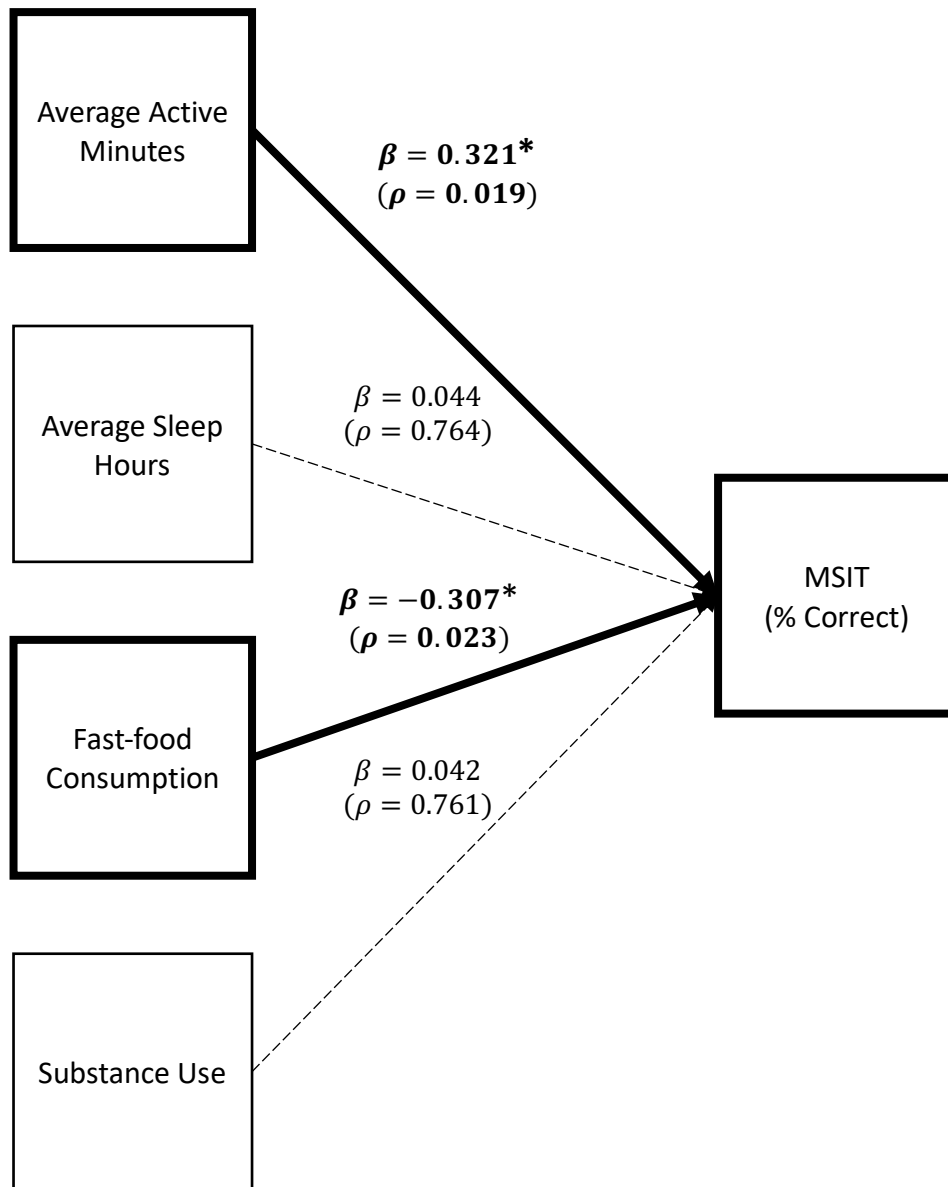 Average Active
Minutes
β = 0.321*
(ρ = 0.019)
Average Sleep
Hours
β = 0.044
(ρ = 0.764)
MSIT
(% Correct)
β = −0.307*
(ρ = 0.023)
Fast-food
Consumption
β = 0.042
(ρ = 0.761)
Substance Use